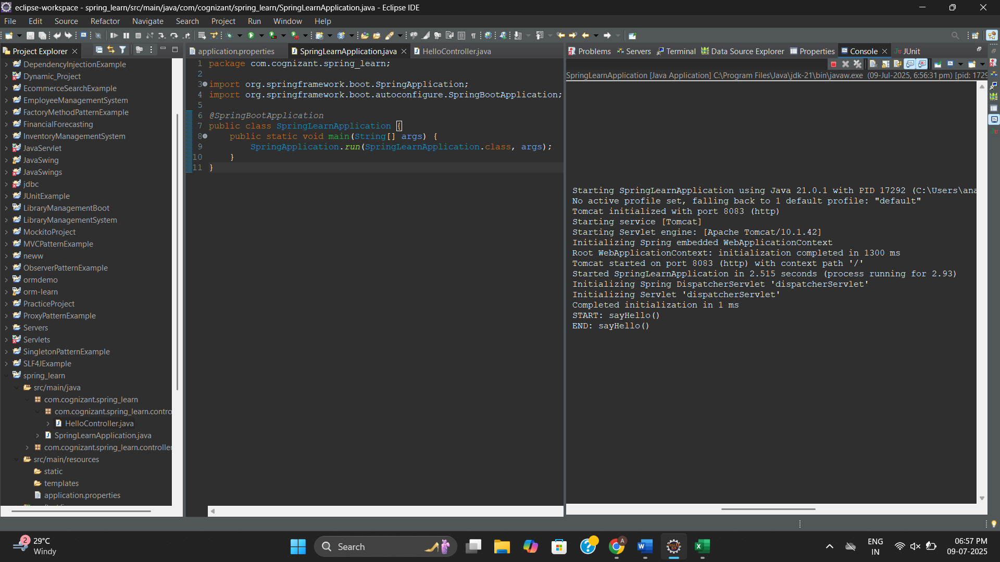 eclipse-workspace - spring_learn/src/main/java/com/cognizant/spring_learn/SpringLearnApplication.java - Eclipse IDE
File Edit Source Refactor Navigate Search Project Run Window Help
Project Explorer
DependencyInjectionExample
Dynamic_Project
EcommerceSearchExample
EmployeeManagementSystem
FactoryMethodPatternExample
FinancialForecasting
InventoryManagementSystem
JavaServlet
JavaSwing
JavaSwings
jdbc
JUnitExample
LibraryManagementBoot
LibraryManagementSystem
MockitoProject
MVCPatternExample
neww
ObserverPatternExample
ormdemo
orm-learn
PracticeProject
ProxyPatternExample
Servers
Servlets
SingletonPatternExample
SLF4JExample
spring_learn
src/main/java
com.cognizant.spring_learn
com.cognizant.spring_learn.contro
HelloController.java
SpringLearnApplication.java
com.cognizant.spring_learn.controller
src/main/resources
static
templates
application.properties
application.properties SpringLearnApplication.java HelloController.java
1 package com.cognizant.spring_learn;
2
3 import org.springframework.boot.SpringApplication;
4 import org.springframework.boot.autoconfigure.SpringBootApplication;
5
6 @SpringBootApplication
7 public class SpringLearnApplication {
8 public static void main(String[] args) {
9 SpringApplication.run(SpringLearnApplication.class, args);
10 }
11 }
Problems Servers Terminal Data Source Explorer Properties Console JUnit
SpringLearnApplication [Java Application] C:\Program Files\Java\jdk-21\bin\javaw.exe (09-Jul-2025, 6:56:31 pm) [pid: 1729
Starting SpringLearnApplication using Java 21.0.1 with PID 17292 (C:\Users\ana
No active profile set, falling back to 1 default profile: "default"
Tomcat initialized with port 8083 (http)
Starting service [Tomcat]
Starting Servlet engine: [Apache Tomcat/10.1.42]
Initializing Spring embedded WebApplicationContext
Root WebApplicationContext: initialization completed in 1300 ms
Tomcat started on port 8083 (http) with context path '/'
Started SpringLearnApplication in 2.515 seconds (process running for 2.93)
Initializing Spring DispatcherServlet 'dispatcherServlet'
Initializing Servlet 'dispatcherServlet'
Completed initialization in 1 ms
START: sayHello()
END: sayHello()
2
29°C
Windy
Search
ENG
IN
06:57 PM
09-07-2025